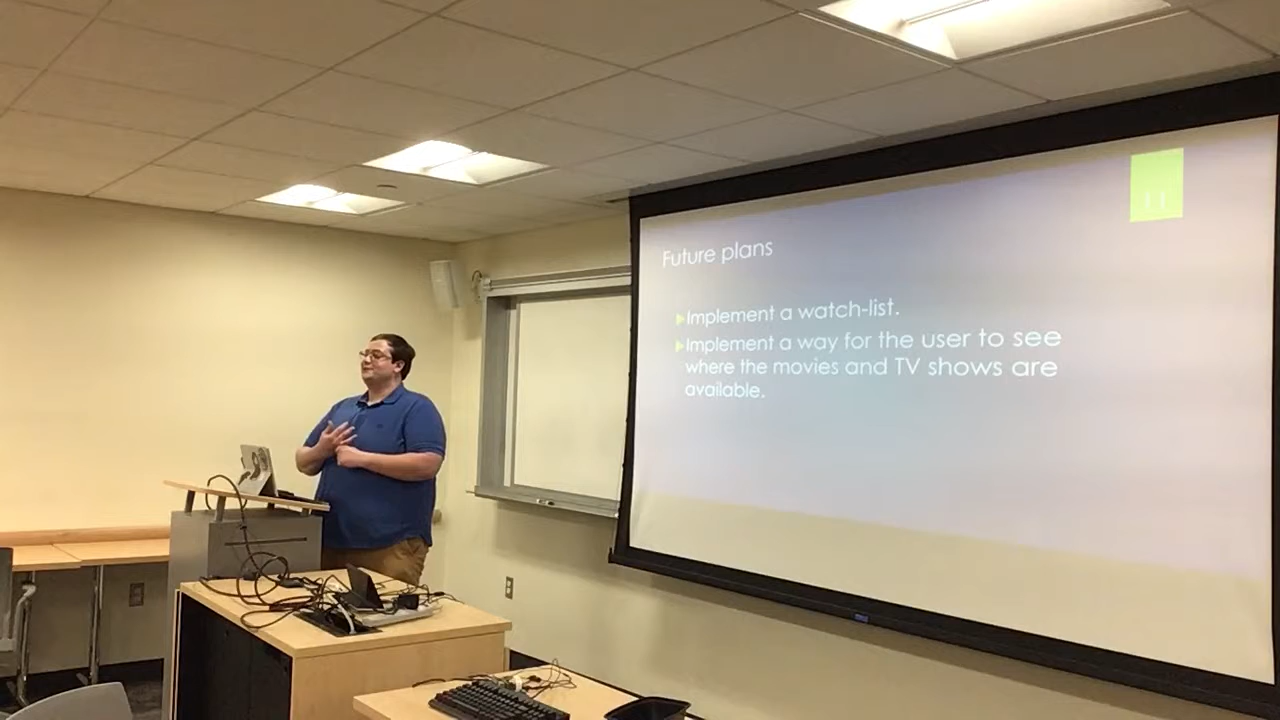 11
Future plans
Implement a watch-list.
Implement a way for the user to see
where the movies and TV shows are
available.